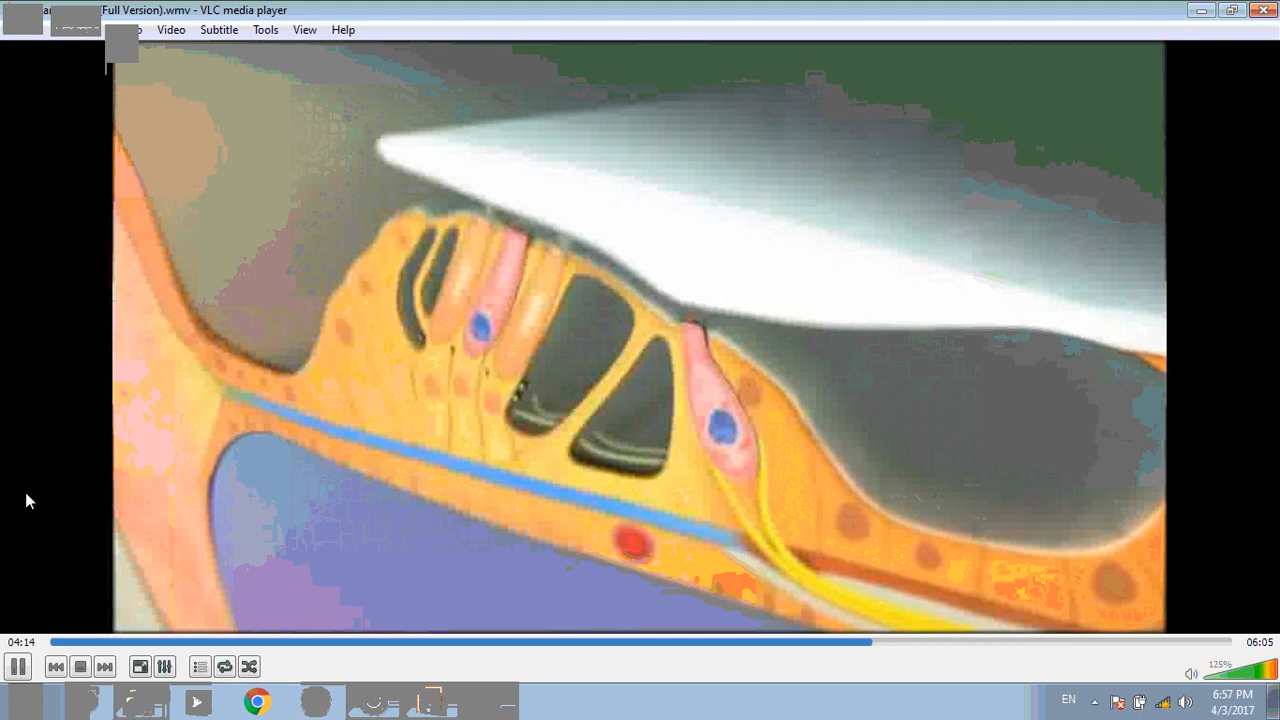 (Full Version).wmv - VLC media player
Video Subtitle Tools View Help
04:14
06:05
125%
EN
6:57 PM
4/3/2017